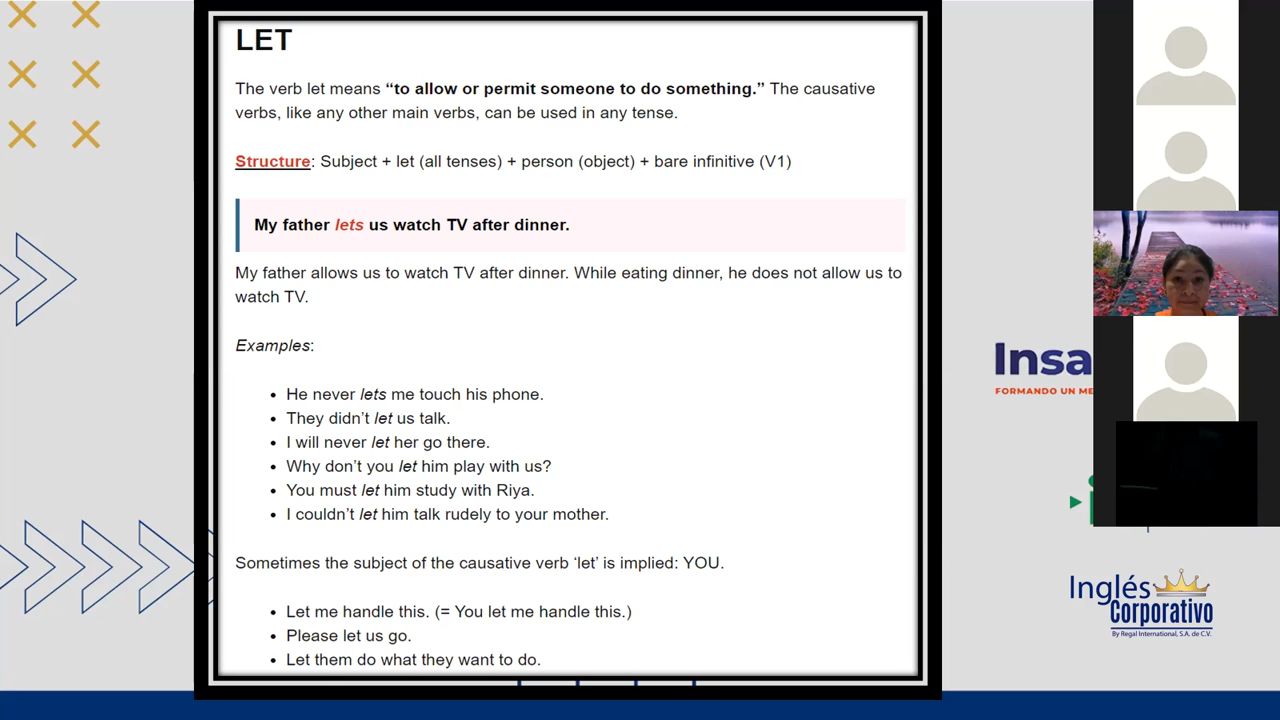 LET
The verb let means “to allow or permit someone to do something.” The causative
verbs, like any other main verbs, can be used in any tense.
Structure: Subject + let (all tenses) + person (object) + bare infinitive (V1)
My father lets us watch TV after dinner.
My father allows us to watch TV after dinner. While eating dinner, he does not allow us to
watch TV.
Examples:
• He never lets me touch his phone.
• They didn’t let us talk.
• I will never let her go there.
• Why don’t you let him play with us?
• You must let him study with Riya.
• I couldn’t let him talk rudely to your mother.
Sometimes the subject of the causative verb ‘let’ is implied: YOU.
• Let me handle this. (= You let me handle this.)
• Please let us go.
• Let them do what they want to do.
Insa
FORMANDO UN ME
Inglés
Corporativo
By Regal International, S.A. de C.V.